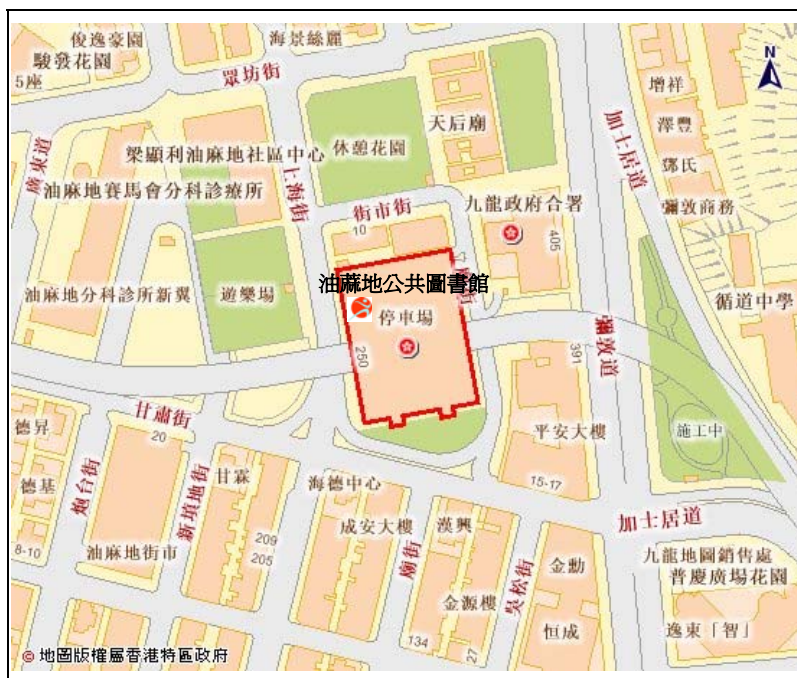 俊逸豪園
海景絲麗
駿發花園
5座
眾坊街
N
增祥
澤豐
鄧氏
彌敦商務
加士居道
天后廟
休憩花園
梁顯利油麻地社區中心
上海街
廣東道
油麻地賽馬會分科診療所
街市街
10
九龍政府合署
405
油蔴地公共圖書館
街
油麻地分科診所新翼
遊樂場
停車場
250
循道中學
彌敦道
391
甘肅街
20
德昇
平安大樓
施工中
15-17
德基
炮台街
新填地街
甘霖
海德中心
成安大樓
漢興
加士居道
8-10
油麻地街市
209
205
廟街
吳松街
金勳
九龍地圖銷售處
普慶廣場花園
金源樓
134
27
恒成
逸東「智」
© 地圖版權屬香港特區政府